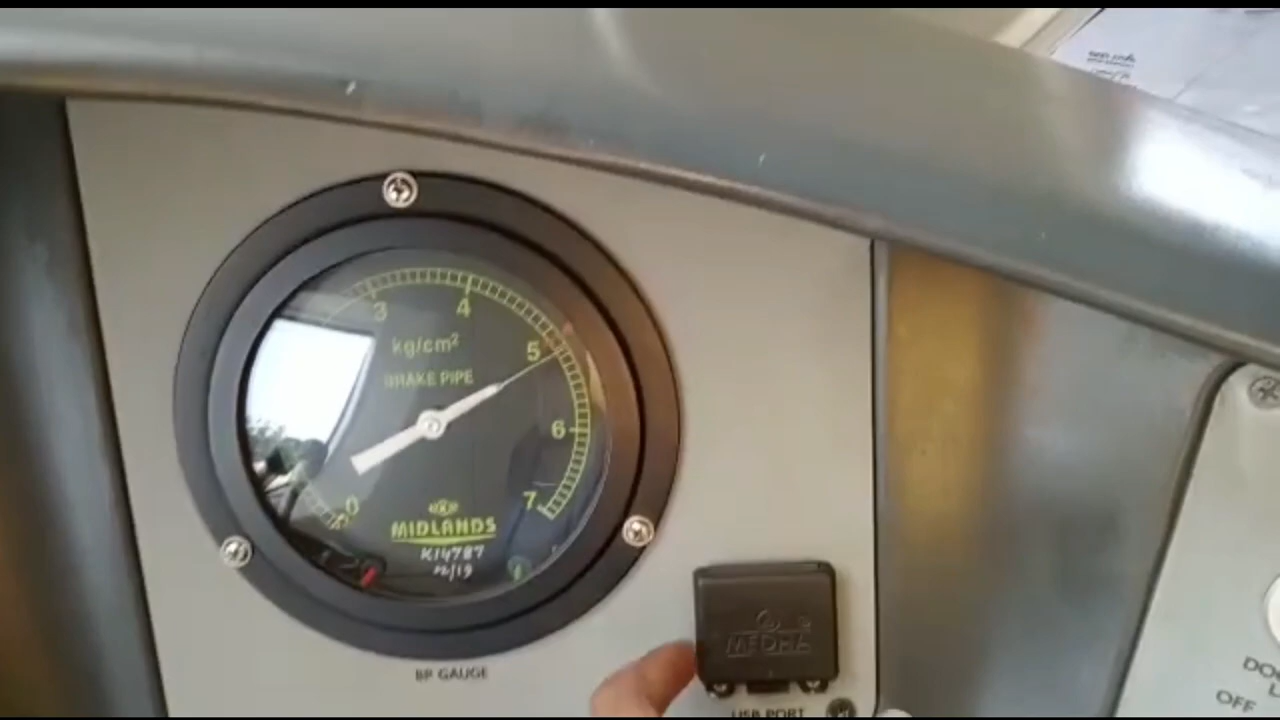 3
4
kg/cm²
5
BRAKE PIPE
6
0
7
MIDLANDS
K14787
12/19
BP GAUGE
MEDHA
USB PORT
OFF